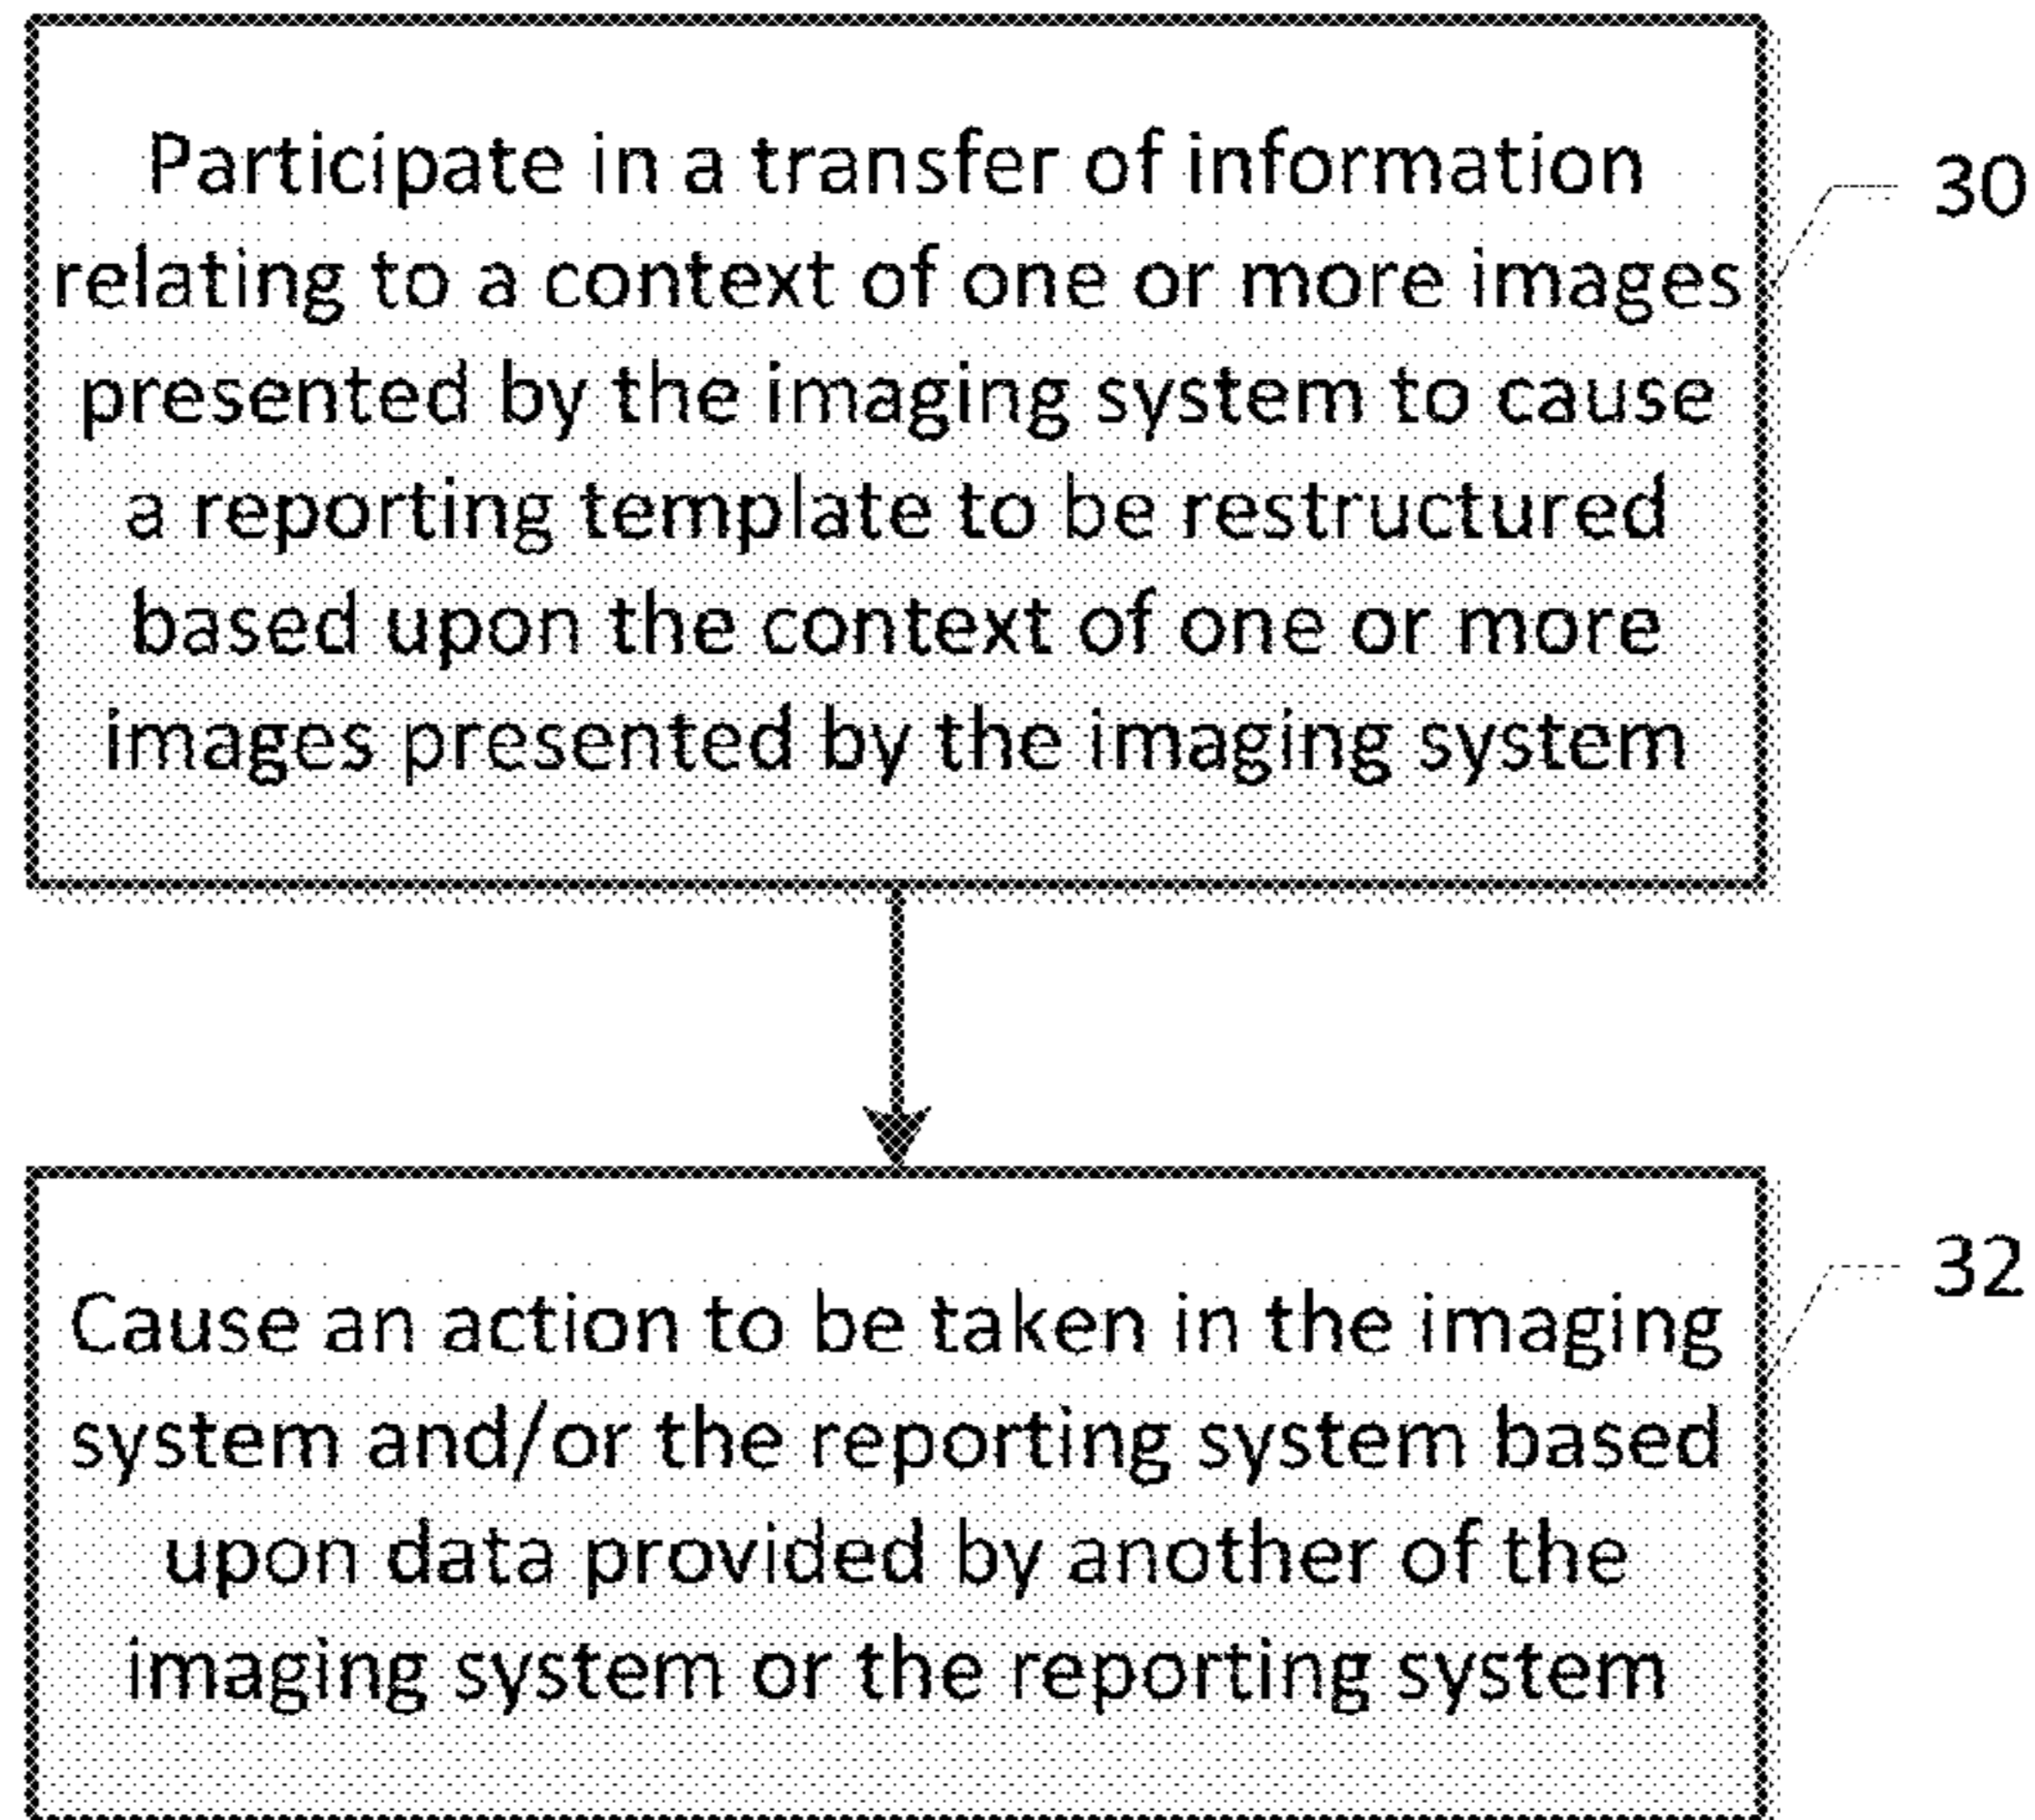 Participate in a transfer of information
relating to a context of one or more images
presented by the imaging system to cause
a reporting template to be restructured
based upon the context of one or more
images presented by the imaging system
30
Cause an action to be taken in the imaging
system and/or the reporting system based
upon data provided by another of the
imaging system or the reporting system
32